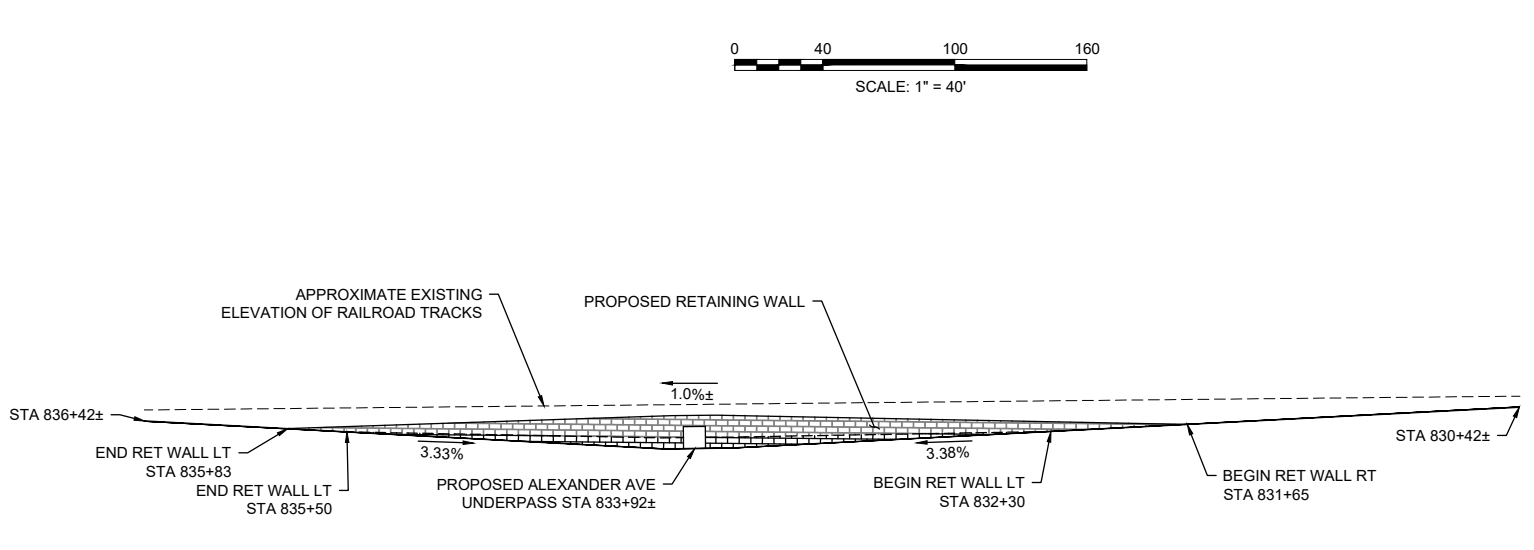 0 40 100 160
SCALE: 1" = 40'
APPROXIMATE EXISTING
ELEVATION OF RAILROAD TRACKS
PROPOSED RETAINING WALL
1.0%±
STA 836+42±
STA 830+42±
END RET WALL LT
STA 835+83
3.33%
3.38%
END RET WALL LT
STA 835+50
PROPOSED ALEXANDER AVE
UNDERPASS STA 833+92±
BEGIN RET WALL LT
STA 832+30
BEGIN RET WALL RT
STA 831+65